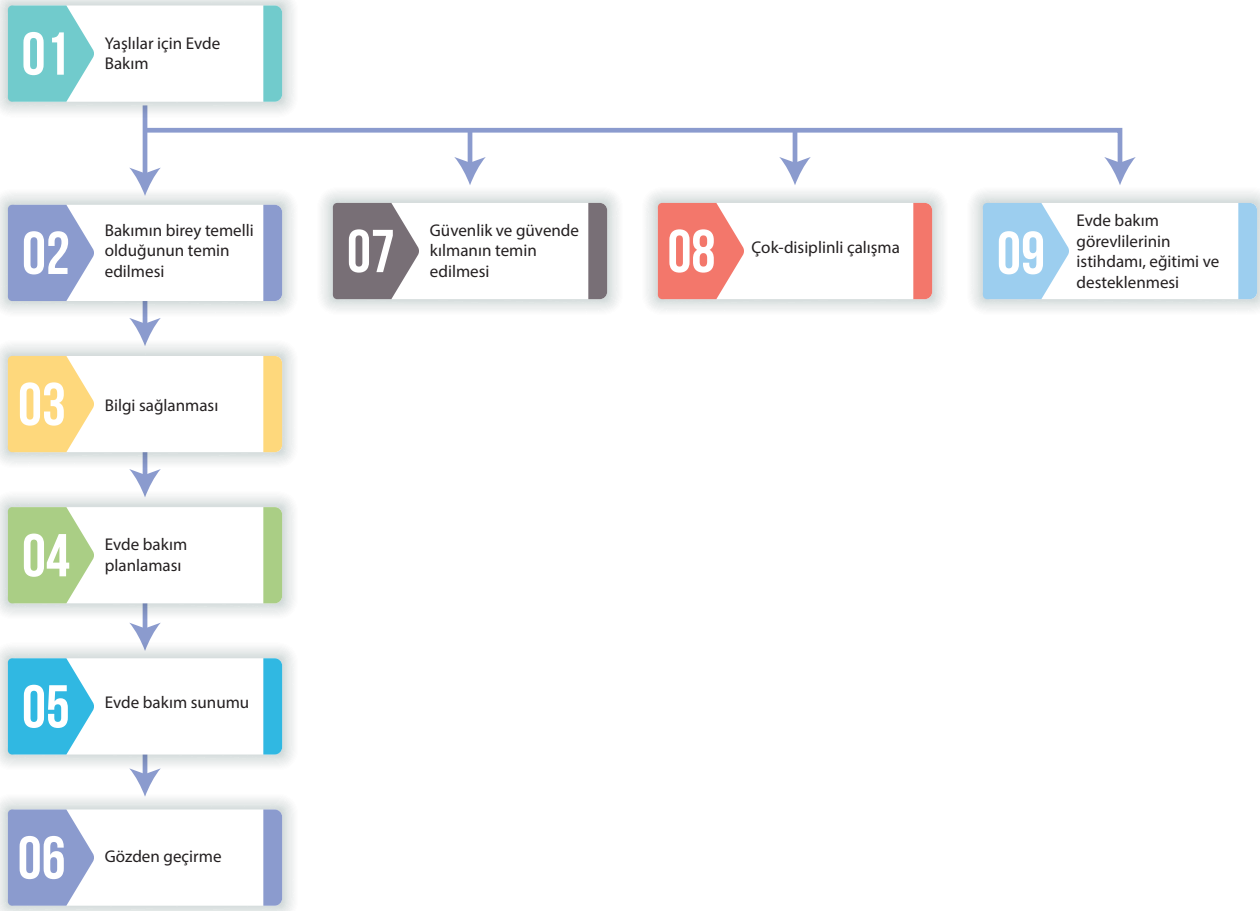 01
Yaşlılar için Evde
Bakım
02
Bakımın birey temelli
olduğunun temin
edilmesi
07
Güvenlik ve güvende
kılmanın temin
edilmesi
08
Çok-disiplinli çalışma
09
Evde bakım
görevlilerinin
istihdamı, eğitimi ve
desteklenmesi
03
Bilgi sağlanması
04
Evde bakım
planlaması
05
Evde bakım sunumu
06
Gözden geçirme